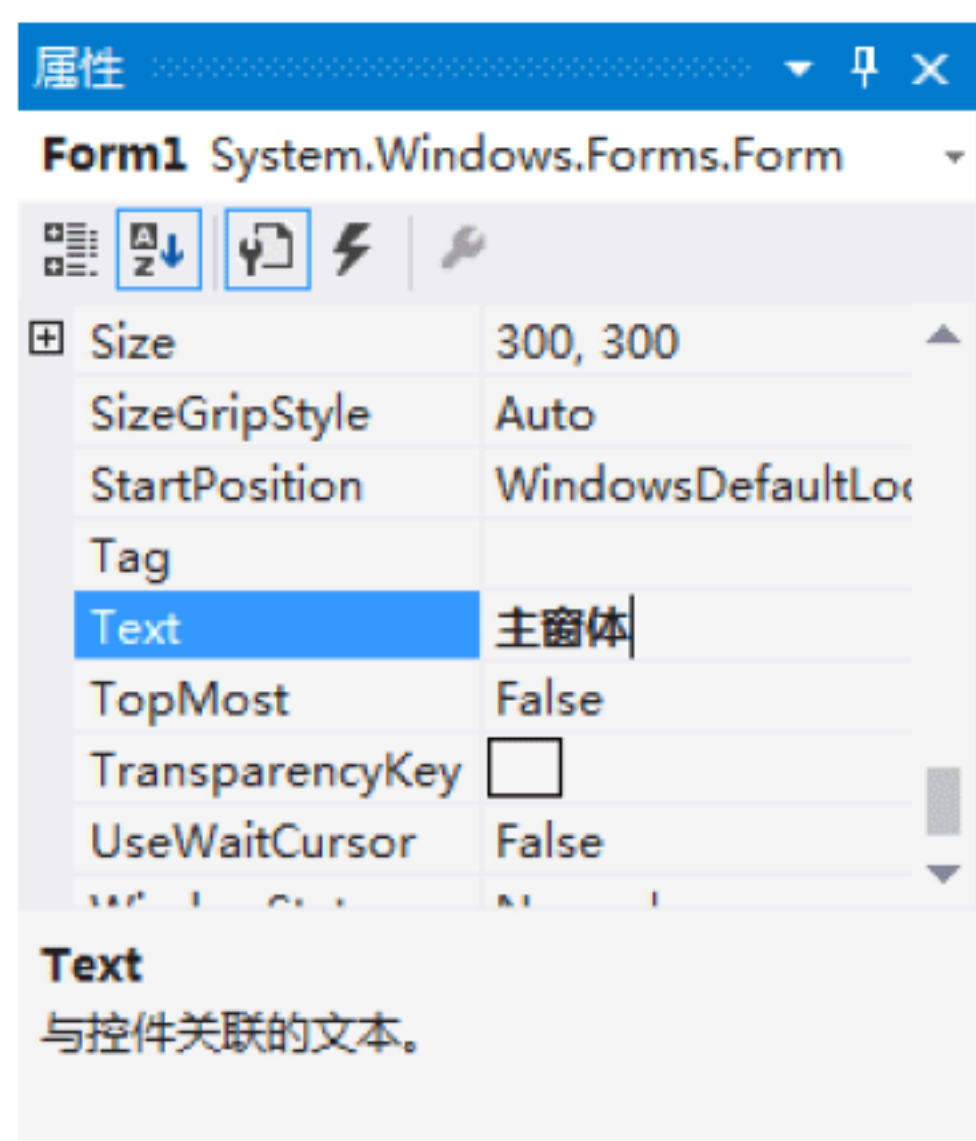 属性
Form1 System.Windows.Forms.Form
Size 300, 300
SizeGripStyle Auto
StartPosition WindowsDefaultLoc
Tag
Text 主窗体
TopMost False
TransparencyKey
UseWaitCursor False
Text
与控件关联的文本。